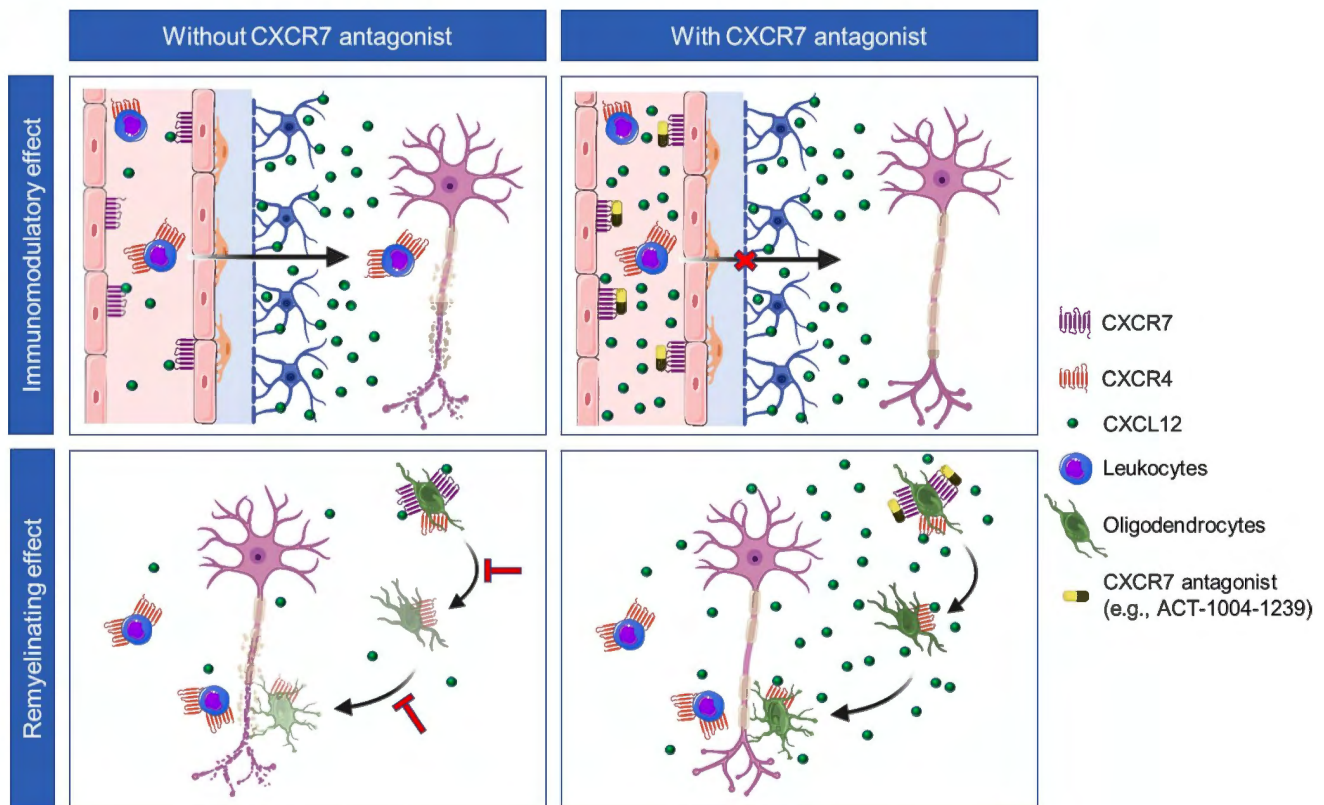 Without CXCR7 antagonist
With CXCR7 antagonist
Immunomodulatory effect
Remyelinating effect
CXCR7
CXCR4
CXCL12
Leukocytes
Oligodendrocytes
CXCR7 antagonist
(e.g., ACT-1004-1239)